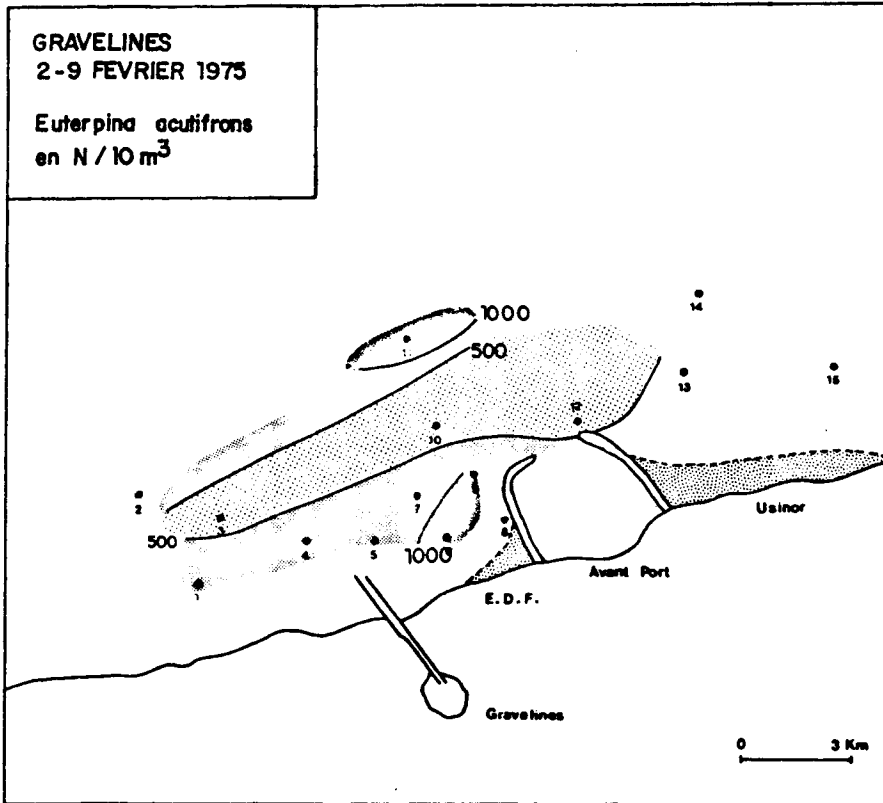 GRAVELINES
2-9 FEVRIER 1975
Euterpina acutifrons
en N/10 m³
14
1000
500
13
15
12
10
2
3
7
500
4
5
1000
1
Usinor
Avant Port
E.D.F.
Gravelines
0 3 Km